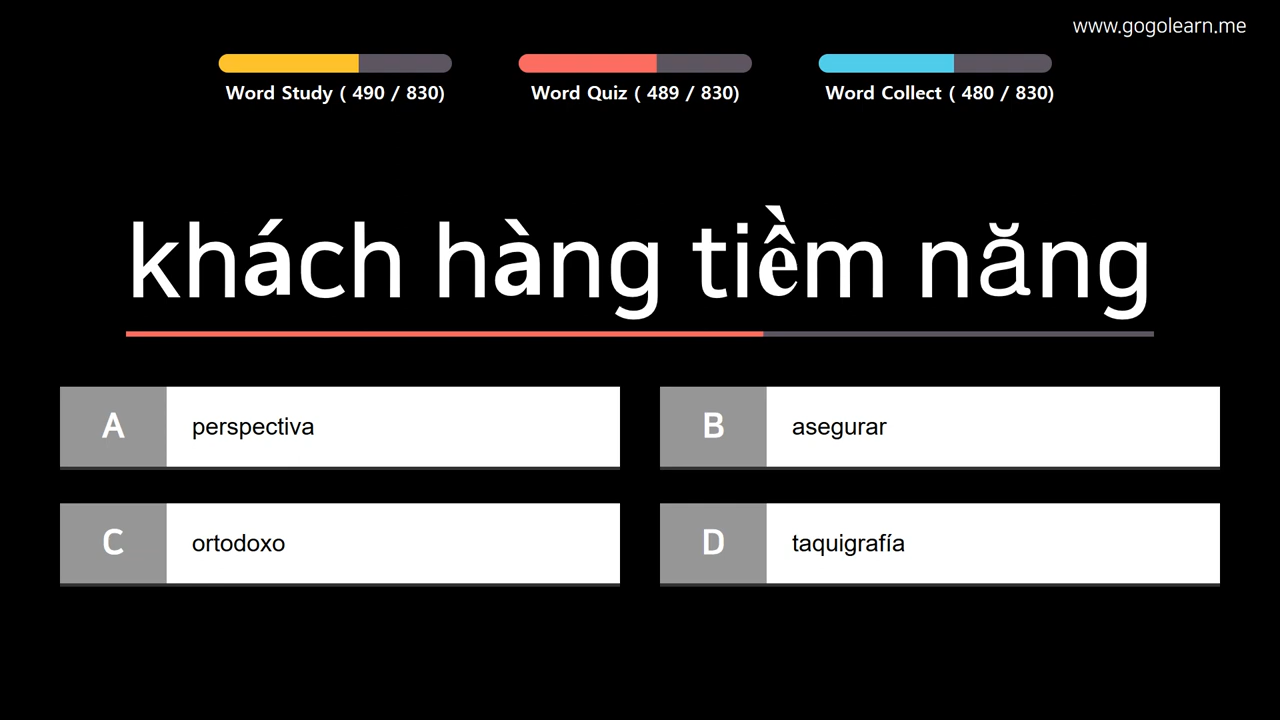 www.gogolearn.me
Word Study ( 490 / 830)
Word Quiz ( 489 / 830)
Word Collect ( 480 / 830)
khách hàng tiềm năng
A perspectiva
B asegurar
C ortodoxo
D taquigrafía